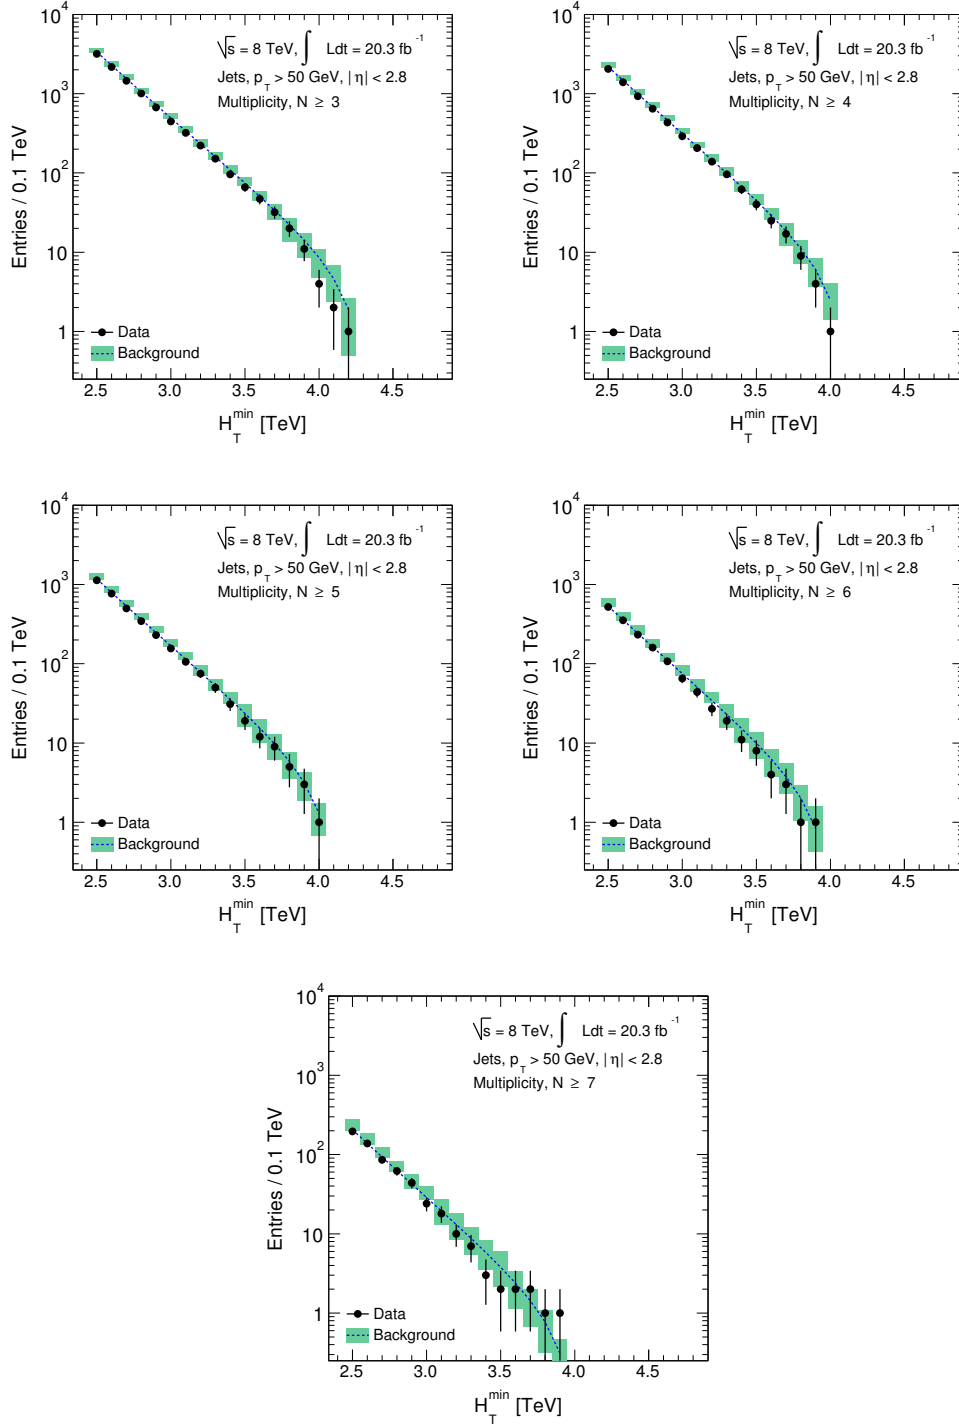 10^4
√s = 8 TeV, ∫ Ldt = 20.3 fb^-1
Jets, p_T > 50 GeV, |η| < 2.8
Multiplicity, N ≥ 3
10^3
10^2
10
1
Entries / 0.1 TeV
Data
Background
2.5 3.0 3.5 4.0 4.5
H_T^min [TeV]
10^4
√s = 8 TeV, ∫ Ldt = 20.3 fb^-1
Jets, p_T > 50 GeV, |η| < 2.8
Multiplicity, N ≥ 4
10^3
10^2
10
1
Entries / 0.1 TeV
Data
Background
2.5 3.0 3.5 4.0 4.5
H_T^min [TeV]
10^4
√s = 8 TeV, ∫ Ldt = 20.3 fb^-1
Jets, p_T > 50 GeV, |η| < 2.8
Multiplicity, N ≥ 5
10^3
10^2
10
1
Entries / 0.1 TeV
Data
Background
2.5 3.0 3.5 4.0 4.5
H_T^min [TeV]
10^4
√s = 8 TeV, ∫ Ldt = 20.3 fb^-1
Jets, p_T > 50 GeV, |η| < 2.8
Multiplicity, N ≥ 6
10^3
10^2
10
1
Entries / 0.1 TeV
Data
Background
2.5 3.0 3.5 4.0 4.5
H_T^min [TeV]
10^4
√s = 8 TeV, ∫ Ldt = 20.3 fb^-1
Jets, p_T > 50 GeV, |η| < 2.8
Multiplicity, N ≥ 7
10^3
10^2
10
1
Entries / 0.1 TeV
Data
Background
2.5 3.0 3.5 4.0 4.5
H_T^min [TeV]